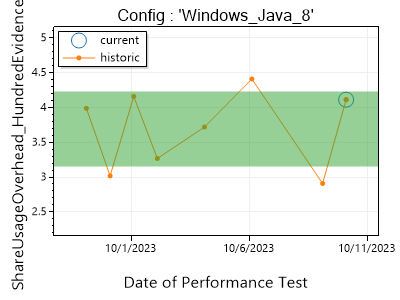 Config : 'Windows_Java_8'
current
historic
5
4.5
4
3.5
3
2.5
ShareUsageOverhead_HundredEvidence
10/1/2023
10/6/2023
10/11/2023
Date of Performance Test